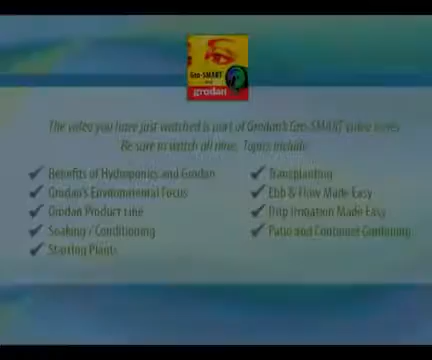 Gro-SMART
with
grodan
The video you have just watched is part of Grodan's Gro-SMART video series.
Be sure to watch all nine. Topics include:
Benefits of Hydroponics and Grodan
Grodan's Environmental Focus
Grodan Product Line
Soaking / Conditioning
Starting Plants
Transplanting
Ebb & Flow Made Easy
Drip Irrigation Made Easy
Patio and Container Gardening